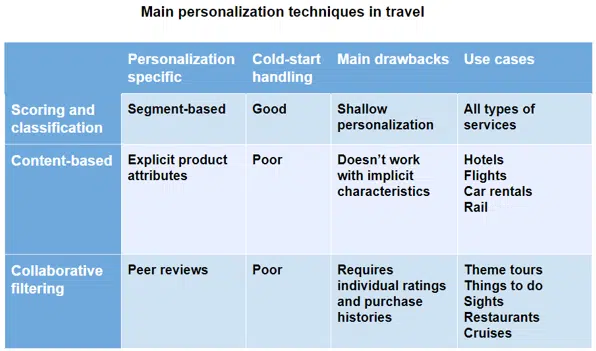 Main personalization techniques in travel
Personalization specific
Cold-start handling
Main drawbacks
Use cases
Scoring and classification
Segment-based
Good
Shallow personalization
All types of services
Content-based
Explicit product attributes
Poor
Doesn't work with implicit characteristics
Hotels
Flights
Car rentals
Rail
Collaborative filtering
Peer reviews
Poor
Requires individual ratings and purchase histories
Theme tours
Things to do
Sights
Restaurants
Cruises